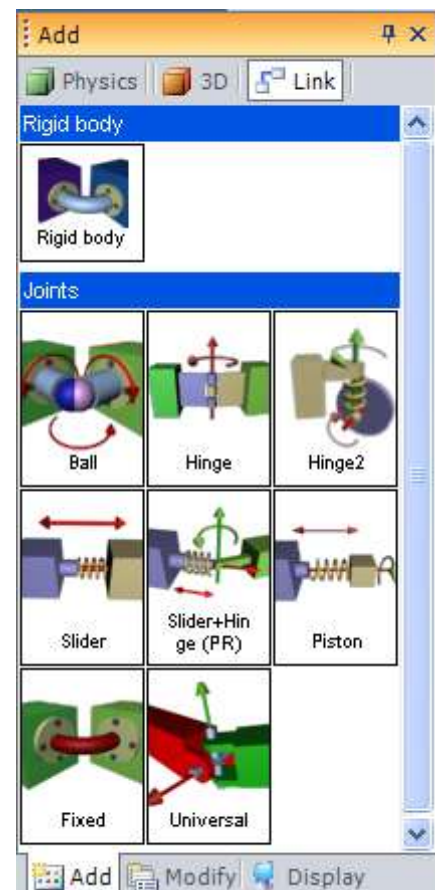 Add
Physics 3D Link
Rigid body
Rigid body
Joints
Ball Hinge Hinge2
Slider Slider+Hin
ge (PR) Piston
Fixed Universal
Add Modify Display